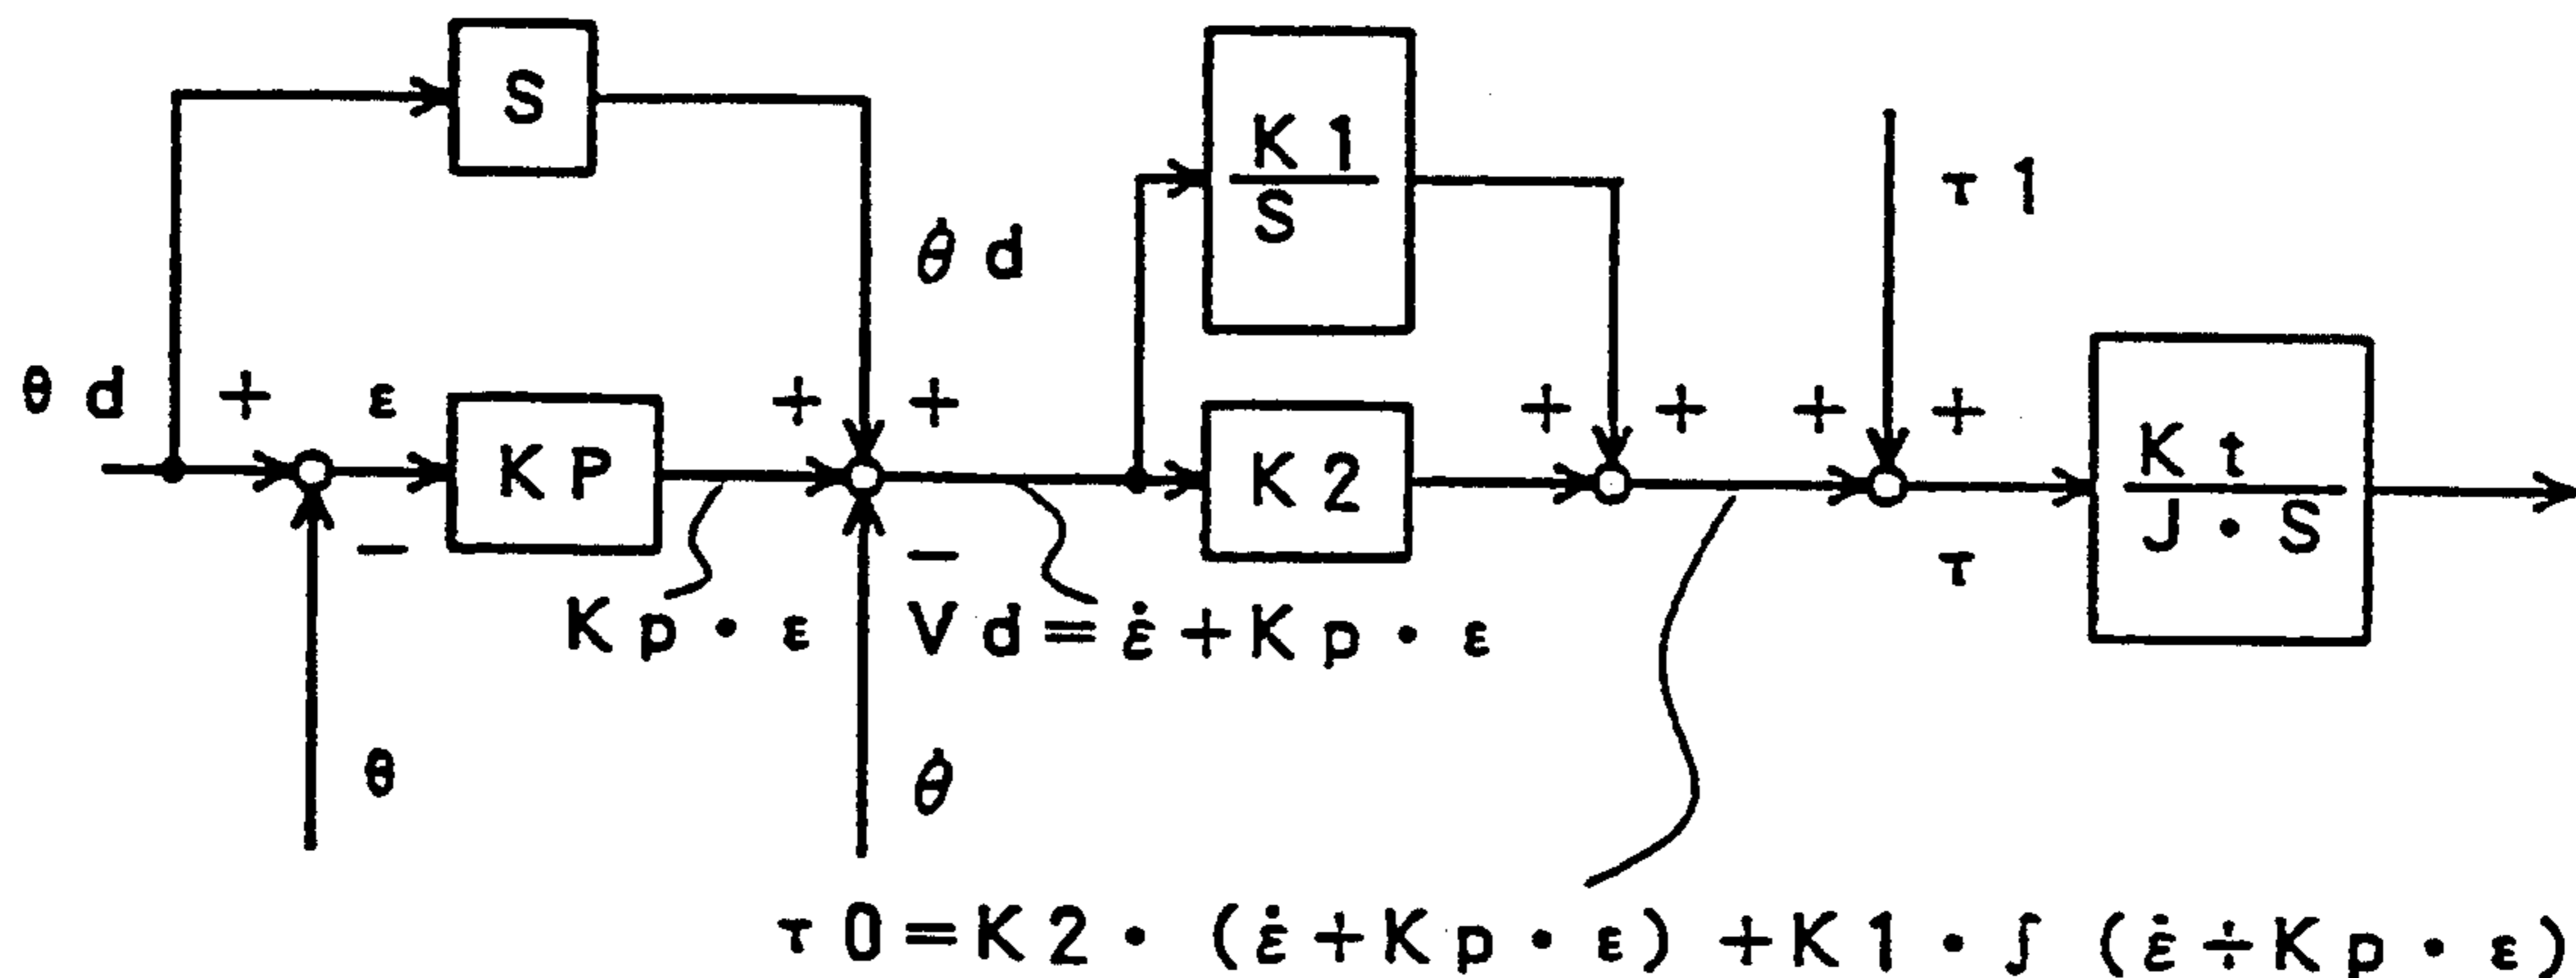 S
K1
S
τ1
θ̇d
θd
+
ε
KP
+
+
K2
+
+
+
+
Kt
J・S
−
−
τ
Kp・ε
Vd=ε̇+Kp・ε
θ
θ̇
τ0=K2・(ε̇+Kp・ε)+K1・∫(ε̇÷Kp・ε)